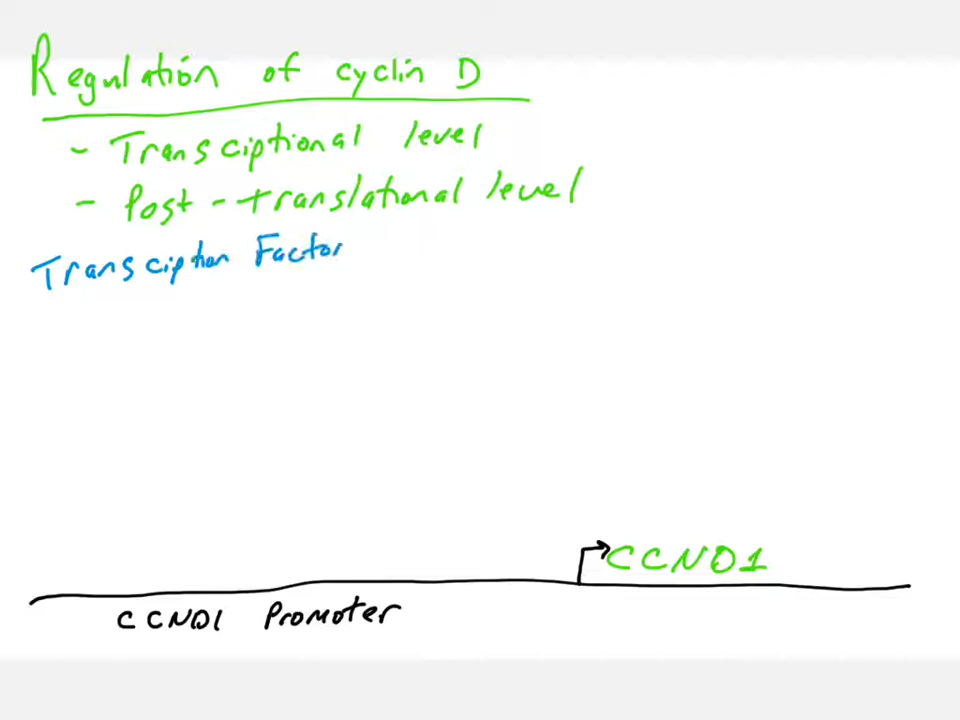 Regulation of cyclin D
- Transciptional level
- Post-translational level
Transciption Factor
CCND1
CCND1 Promoter